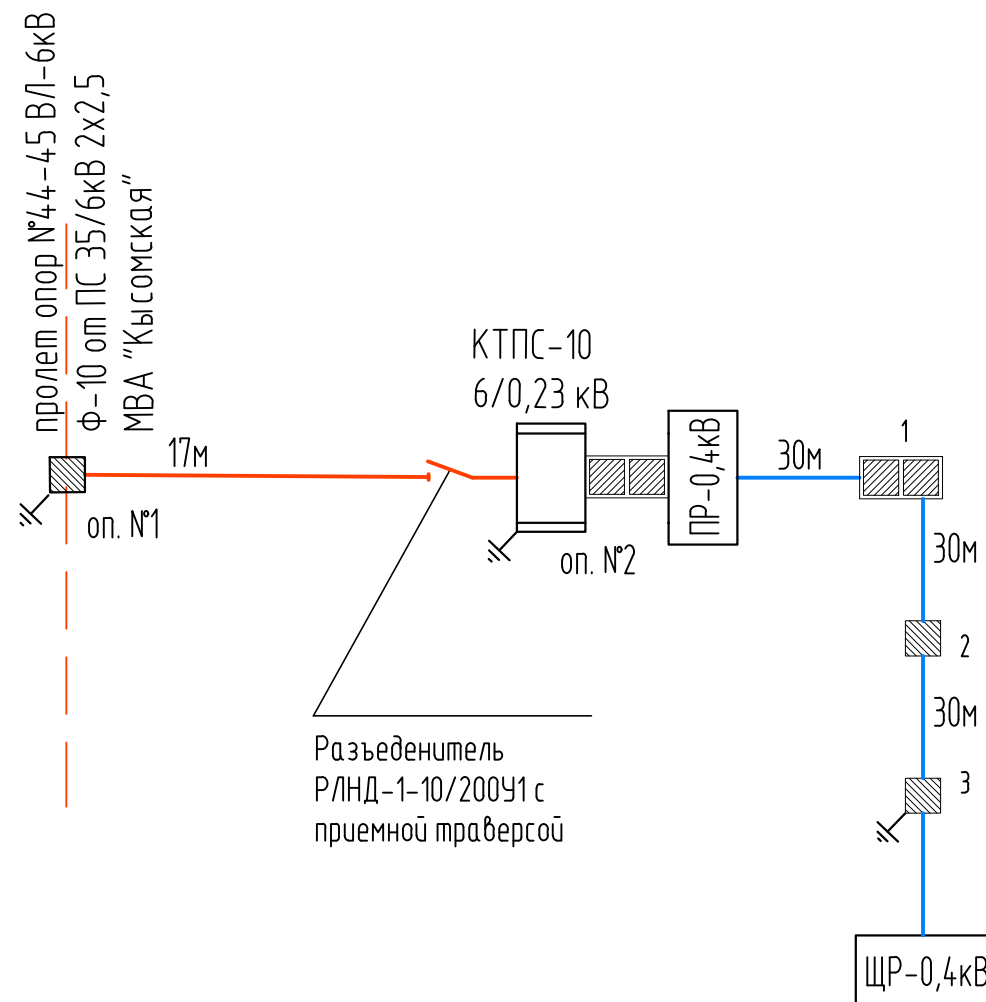 пролет опор №44-45 ВЛ-6кВ
Ф-10 от ПС 35/6кВ 2х2,5
МВА "Кысомская"
17м
оп. №1
КТПС-10
6/0,23 кВ
оп. №2
ПР-0,4кВ
30м
1
30м
2
30м
3
Разъеденитель
РЛНД-1-10/200У1 с
приемной траверсой
ЩР-0,4кВ